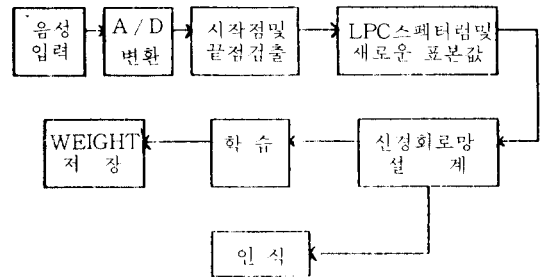 음성
입력
A/D
변환
시작점및
끝점검출
LPC스펙터럼및
새로운 표본값
신경회로망
설 계
학 습
WEIGHT
저 장
인 식